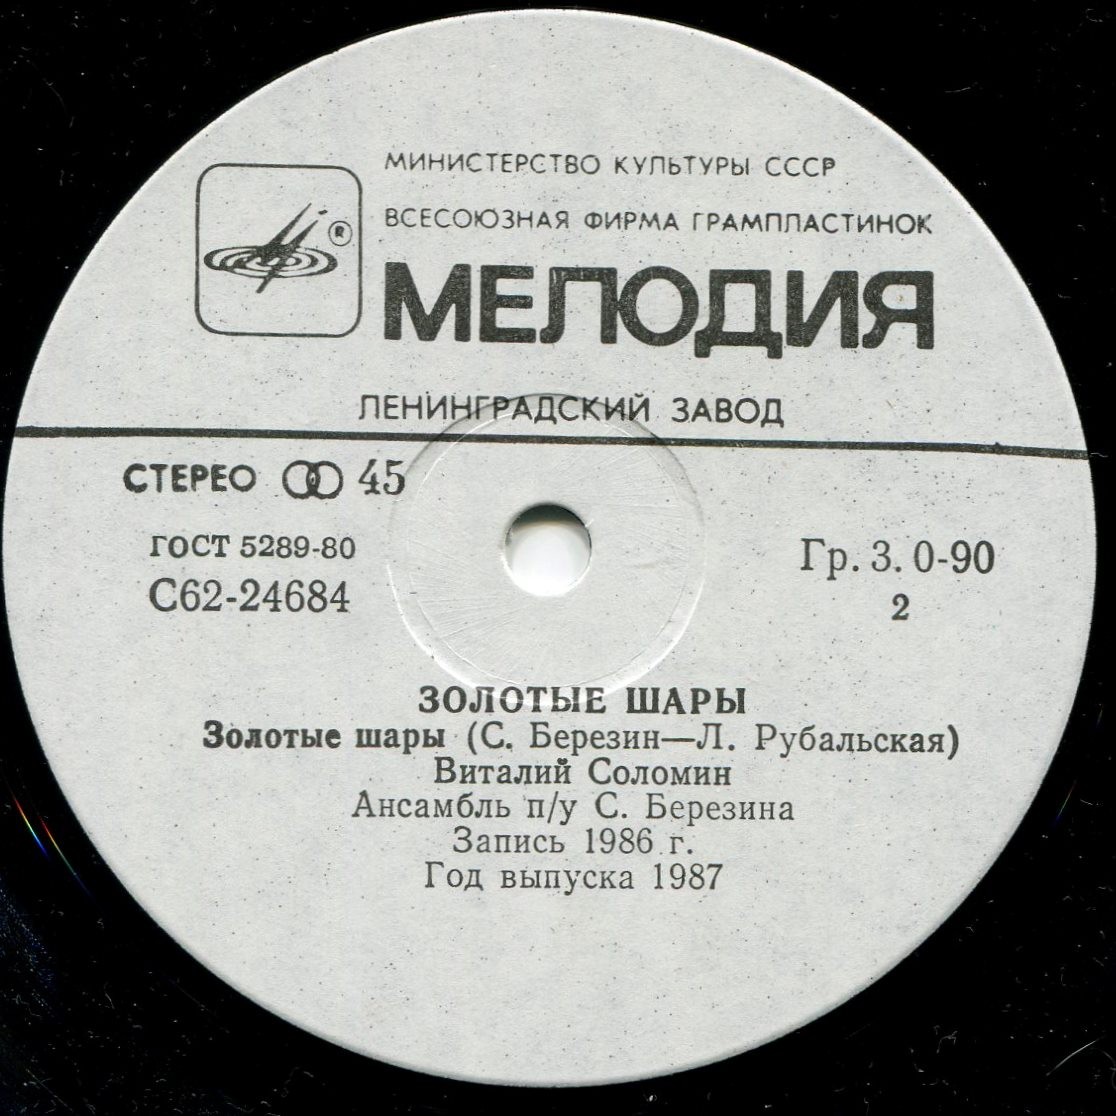 МИНИСТЕРСТВО КУЛЬТУРЫ СССР
ВСЕСОЮЗНАЯ ФИРМА ГРАМПЛАСТИНОК
®
МЕЛОДИЯ
ЛЕНИНГРАДСКИЙ ЗАВОД
СТЕРЕО 45
ГОСТ 5289-80
С62-24684
Гр. 3. 0-90
2
ЗОЛОТЫЕ ШАРЫ
Золотые шары (С. Березин—Л. Рубальская)
Виталий Соломин
Ансамбль п/у С. Березина
Запись 1986 г.
Год выпуска 1987